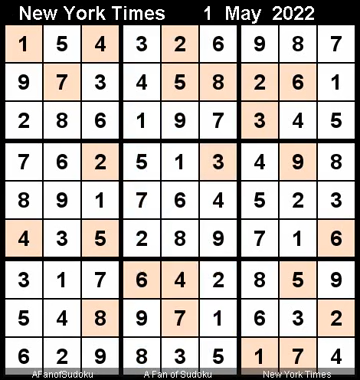 New York Times 1 May 2022
1 5 4 3 2 6 9 8 7
9 7 3 4 5 8 2 6 1
2 8 6 1 9 7 3 4 5
7 6 2 5 1 3 4 9 8
8 9 1 7 6 4 5 2 3
4 3 5 2 8 9 7 1 6
3 1 7 6 4 2 8 5 9
5 4 8 9 7 1 6 3 2
6 2 9 8 3 5 1 7 4
AFanofSudoku A Fan of Sudoku New York Times